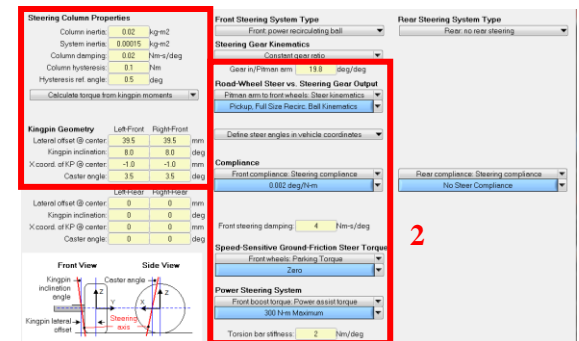 Steering Column Properties
Column inertia: 0.02 kg-m2
System inertia: 0.00015 kg-m2
Column damping: 0.02 Nm-s/deg
Column hysteresis: 0.1 Nm
Hysteresis ref. angle: 0.5 deg
Calculate torque from kingpin moments
Kingpin Geometry Left-Front Right-Front
Lateral offset @ center: 39.5 39.5 mm
Kingpin inclination: 8.0 8.0 deg
X coord. of KP @ center: -1.0 -1.0 mm
Caster angle: 3.5 3.5 deg
Left-Rear Right-Rear
Lateral offset @ center: 0 0 mm
Kingpin inclination: 0 0 deg
X coord. of KP @ center: 0 0 mm
Caster angle: 0 0 deg
Front View Side View
Kingpin inclination angle
Caster angle
Z
Y
X
Z
Kingpin lateral offset
Steering axis
Front Steering System Type
Front: power recirculating ball
Steering Gear Kinematics
Constant gear ratio
Gear in/Pitman arm 19.0 deg/deg
Road-Wheel Steer vs. Steering Gear Output
Pitman arm to front wheels: Steer kinematics
Pickup, Full Size Recirc. Ball Kinematics
Define steer angles in vehicle coordinates
Compliance
Front compliance: Steering compliance
0.002 deg/N-m
Front steering damping: 4 Nm-s/deg
2
Speed-Sensitive Ground-Friction Steer Torque
Front wheels: Parking Torque
Zero
Power Steering System
Front boost torque: Power assist torque
300 N-m Maximum
Torsion bar stiffness: 2 Nm/deg
Rear Steering System Type
Rear: no rear steering
Rear compliance: Steering compliance
No Steer Compliance